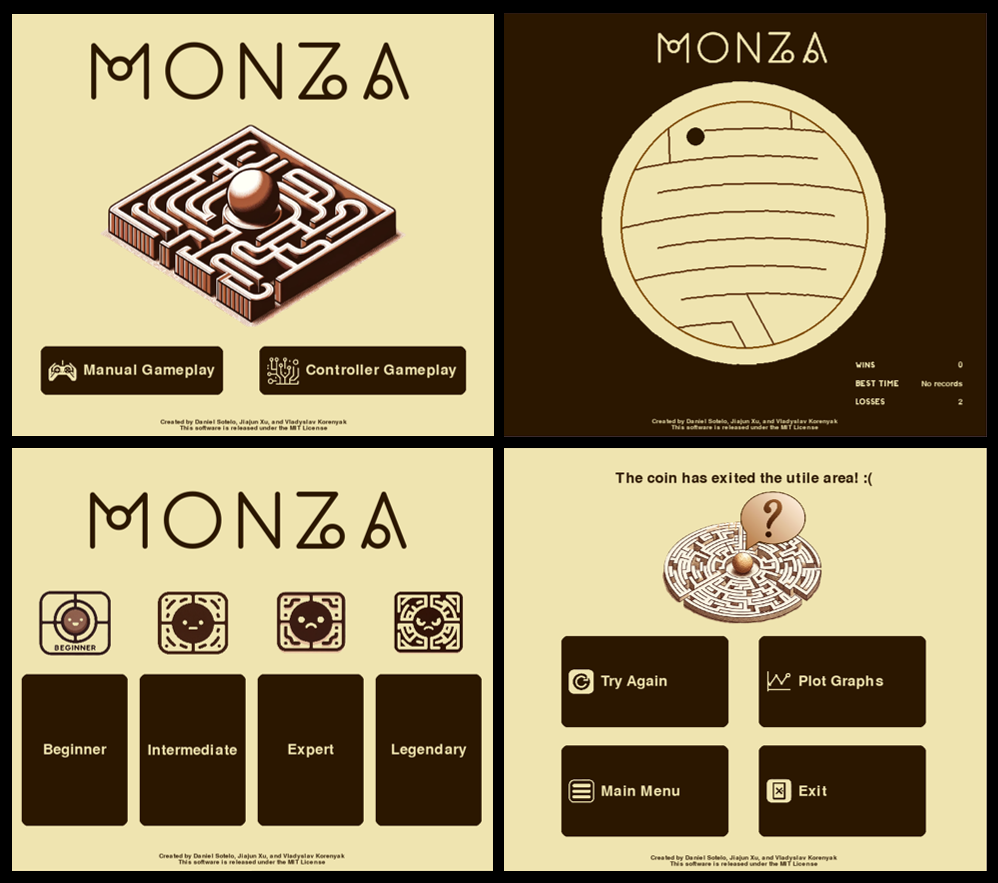 MONZA
Manual Gameplay
Controller Gameplay
Created by Daniel Sotelo, Jiajun Xu, and Vladyslav Korenyak
This software is released under the MIT License
MONZA
WINS 0
BEST TIME No records
LOSSES 2
Created by Daniel Sotelo, Jiajun Xu, and Vladyslav Korenyak
This software is released under the MIT License
MONZA
BEGINNER
Beginner
Intermediate
Expert
Legendary
Created by Daniel Sotelo, Jiajun Xu, and Vladyslav Korenyak
This software is released under the MIT License
The coin has exited the utile area! :(
?
Try Again
Plot Graphs
Main Menu
Exit
Created by Daniel Sotelo, Jiajun Xu, and Vladyslav Korenyak
This software is released under the MIT License